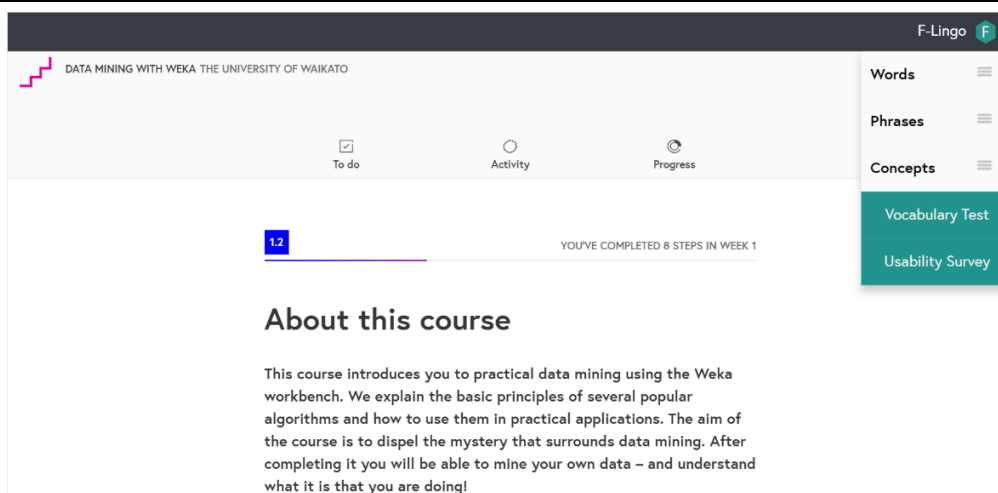 F-Lingo F
DATA MINING WITH WEKA THE UNIVERSITY OF WAIKATO
Words
Phrases
Concepts
Vocabulary Test
Usability Survey
To do
Activity
Progress
1.2
YOU'VE COMPLETED 8 STEPS IN WEEK 1
About this course
This course introduces you to practical data mining using the Weka
workbench. We explain the basic principles of several popular
algorithms and how to use them in practical applications. The aim of
the course is to dispel the mystery that surrounds data mining. After
completing it you will be able to mine your own data – and understand
what it is that you are doing!